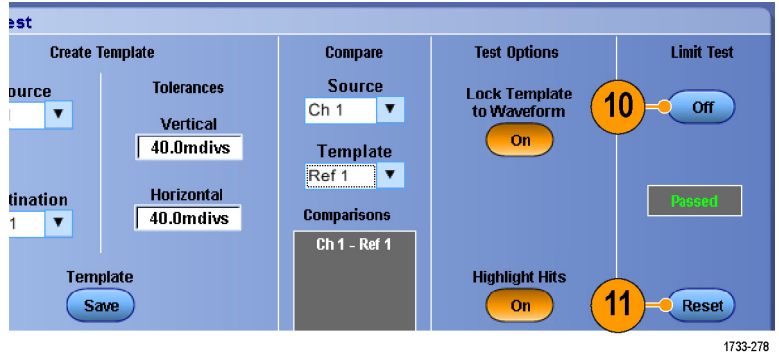 est
Create Template
Compare
Test Options
Limit Test
ource
Tolerances
Source
Lock Template
to Waveform
Ch 1
10
Off
Vertical
40.0mdivs
On
Template
Ref 1
tination
Horizontal
Passed
1
40.0mdivs
Comparisons
Ch 1 - Ref 1
Template
Highlight Hits
Save
On
11
Reset
1733-278